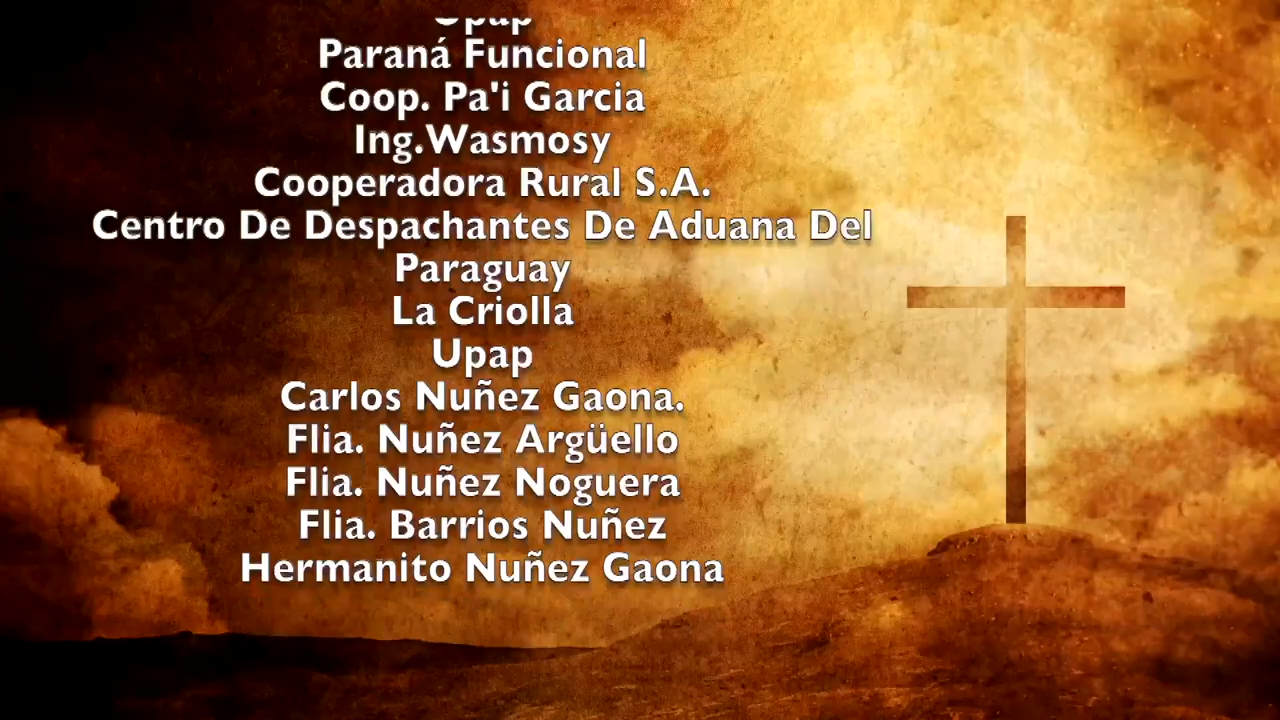 Upap
Paraná Funcional
Coop. Pa'i Garcia
Ing.Wasmosy
Cooperadora Rural S.A.
Centro De Despachantes De Aduana Del
Paraguay
La Criolla
Upap
Carlos Nuñez Gaona.
Flia. Nuñez Argüello
Flia. Nuñez Noguera
Flia. Barrios Nuñez
Hermanito Nuñez Gaona